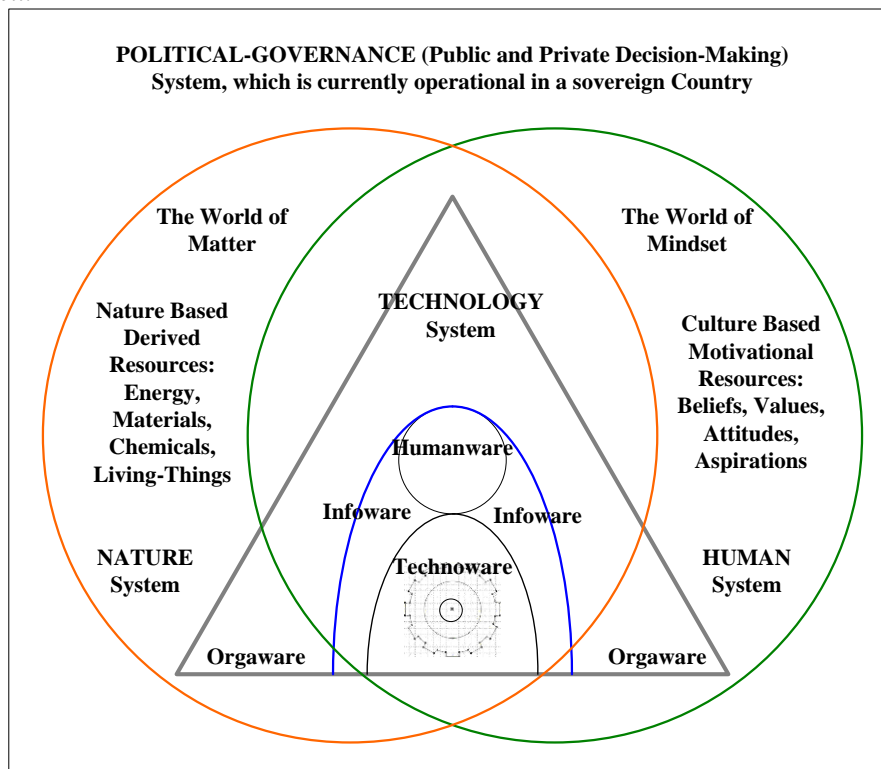 POLITICAL-GOVERNANCE (Public and Private Decision-Making)
System, which is currently operational in a sovereign Country
The World of
Matter
The World of
Mindset
TECHNOLOGY
System
Nature Based
Derived
Resources:
Energy,
Materials,
Chemicals,
Living-Things
Culture Based
Motivational
Resources:
Beliefs, Values,
Attitudes,
Aspirations
Humanware
Infoware
Infoware
NATURE
System
Technoware
HUMAN
System
Orgaware
Orgaware